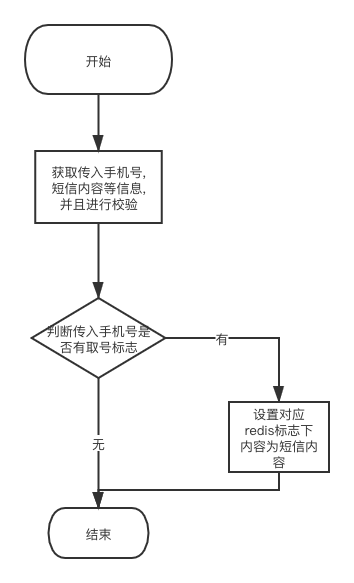 开始
获取传入手机号,
短信内容等信息,
并且进行校验
判断传入手机号是
否有取号标志
有
设置对应
redis标志下
内容为短信内
容
无
结束